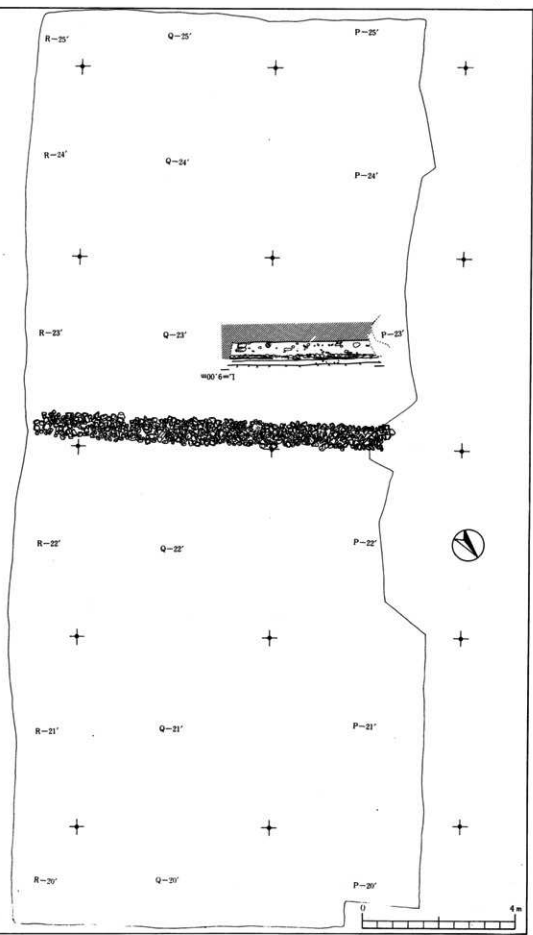 R-25′ Q-25′ P-25′
R-24′ Q-24′ P-24′
R-23′ Q-23′ P-23′
L=9.00m
R-22′ Q-22′ P-22′
R-21′ Q-21′ P-21′
R-20′ Q-20′ P-20′
0 4m